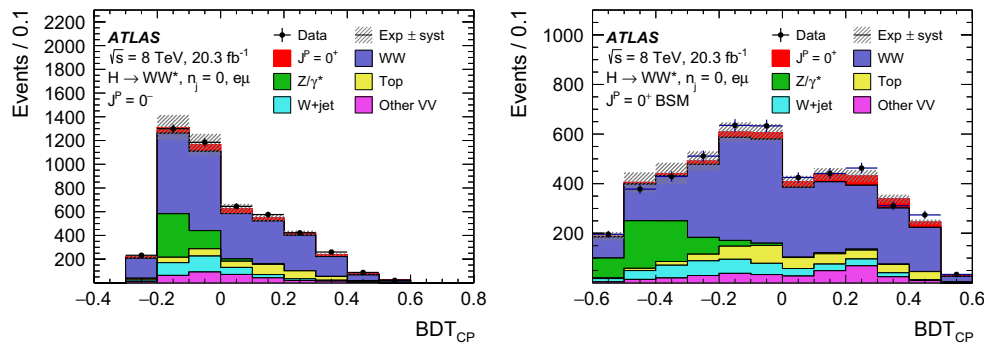 Events / 0.1
2200
2000
1800
1600
1400
1200
1000
800
600
400
200
ATLAS
√s = 8 TeV, 20.3 fb⁻¹
H → WW*, nⱼ = 0, eμ
Jᴾ = 0⁻
Data
Exp ± syst
Jᴾ = 0⁺
WW
Z/γ*
Top
W+jet
Other VV
−0.4 −0.2 0 0.2 0.4 0.6 0.8
BDT_CP
Events / 0.1
1000
800
600
400
200
ATLAS
√s = 8 TeV, 20.3 fb⁻¹
H → WW*, nⱼ = 0, eμ
Jᴾ = 0⁺ BSM
Data
Exp ± syst
Jᴾ = 0⁺
WW
Z/γ*
Top
W+jet
Other VV
−0.6 −0.4 −0.2 0 0.2 0.4 0.6
BDT_CP